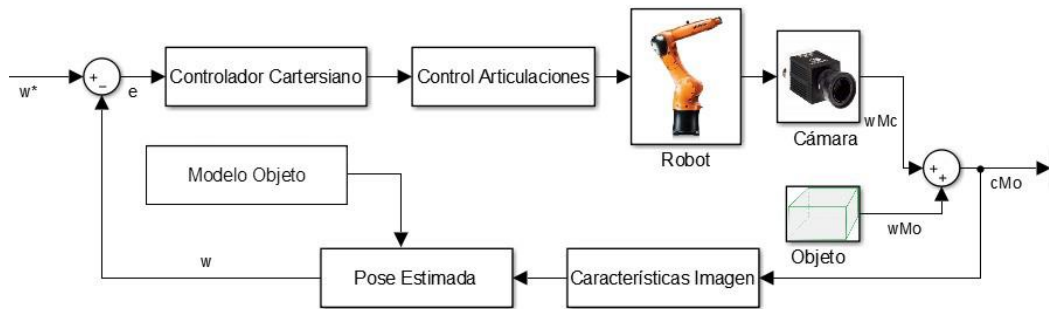 w*
+
−
e
Controlador Cartersiano
Control Articulaciones
Robot
Cámara
wMc
+
+
cMo
Modelo Objeto
Objeto
wMo
w
Pose Estimada
Características Imagen